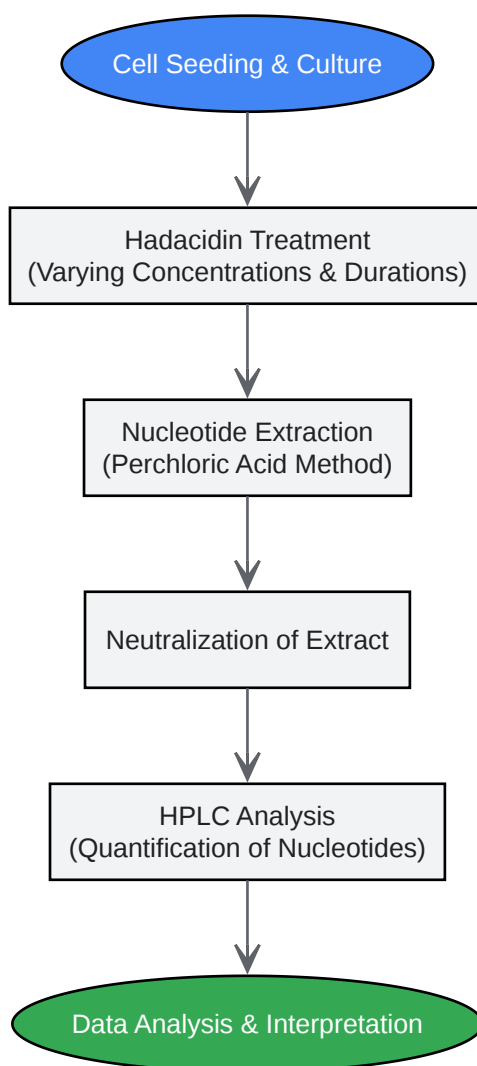 Cell Seeding & Culture
Hadacidin Treatment
(Varying Concentrations & Durations)
Nucleotide Extraction
(Perchloric Acid Method)
Neutralization of Extract
HPLC Analysis
(Quantification of Nucleotides)
Data Analysis & Interpretation